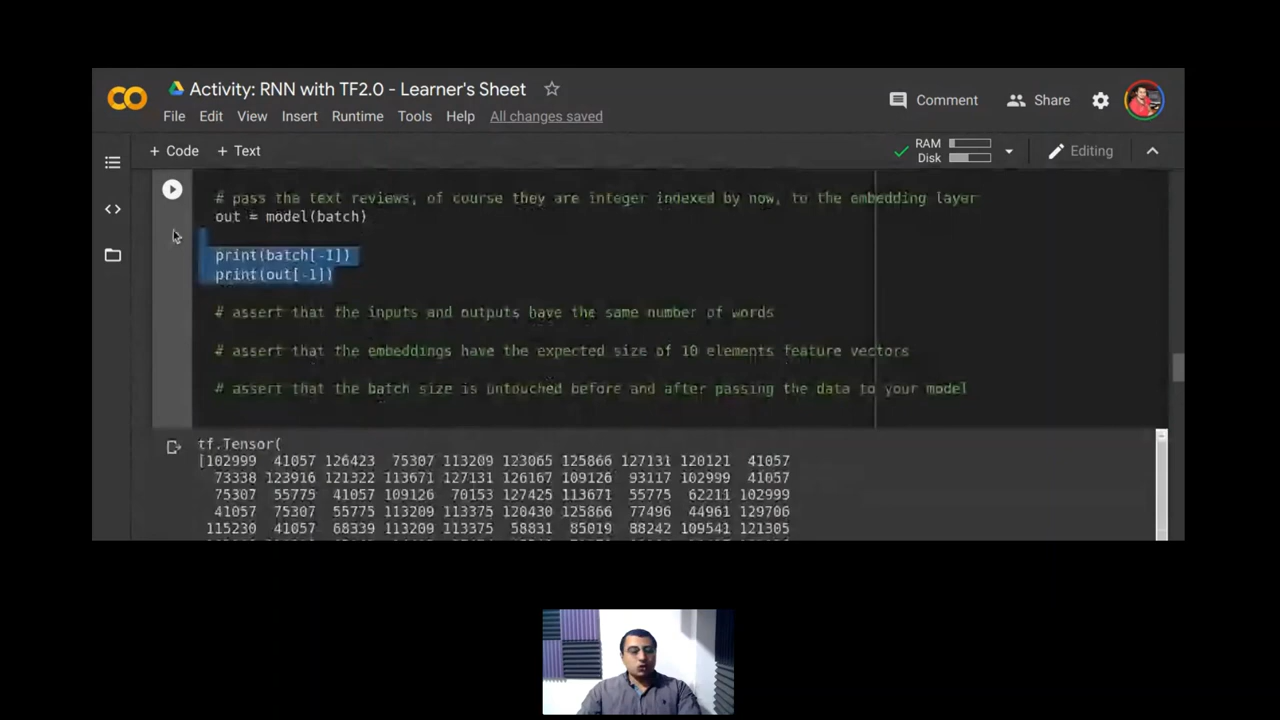 Activity: RNN with TF2.0 - Learner's Sheet
Comment
Share
File Edit View Insert Runtime Tools Help All changes saved
+ Code + Text
RAM
Disk
Editing
# pass the text reviews, of course they are integer indexed by now, to the embedding layer
out = model(batch)
print(batch[-1])
print(out[-1])
# assert that the inputs and outputs have the same number of words
# assert that the embeddings have the expected size of 10 elements feature vectors
# assert that the batch size is untouched before and after passing the data to your model
tf.Tensor(
[102999 41057 126423 75307 113209 123065 125866 127131 120121 41057
73338 123916 121322 113671 127131 126167 109126 93117 102999 41057
75307 55775 41057 109126 70153 127425 113671 55775 62211 102999
41057 75307 55775 113209 113375 120430 125866 77496 44961 129706
115230 41057 68339 113209 113375 58831 85019 88242 109541 121305